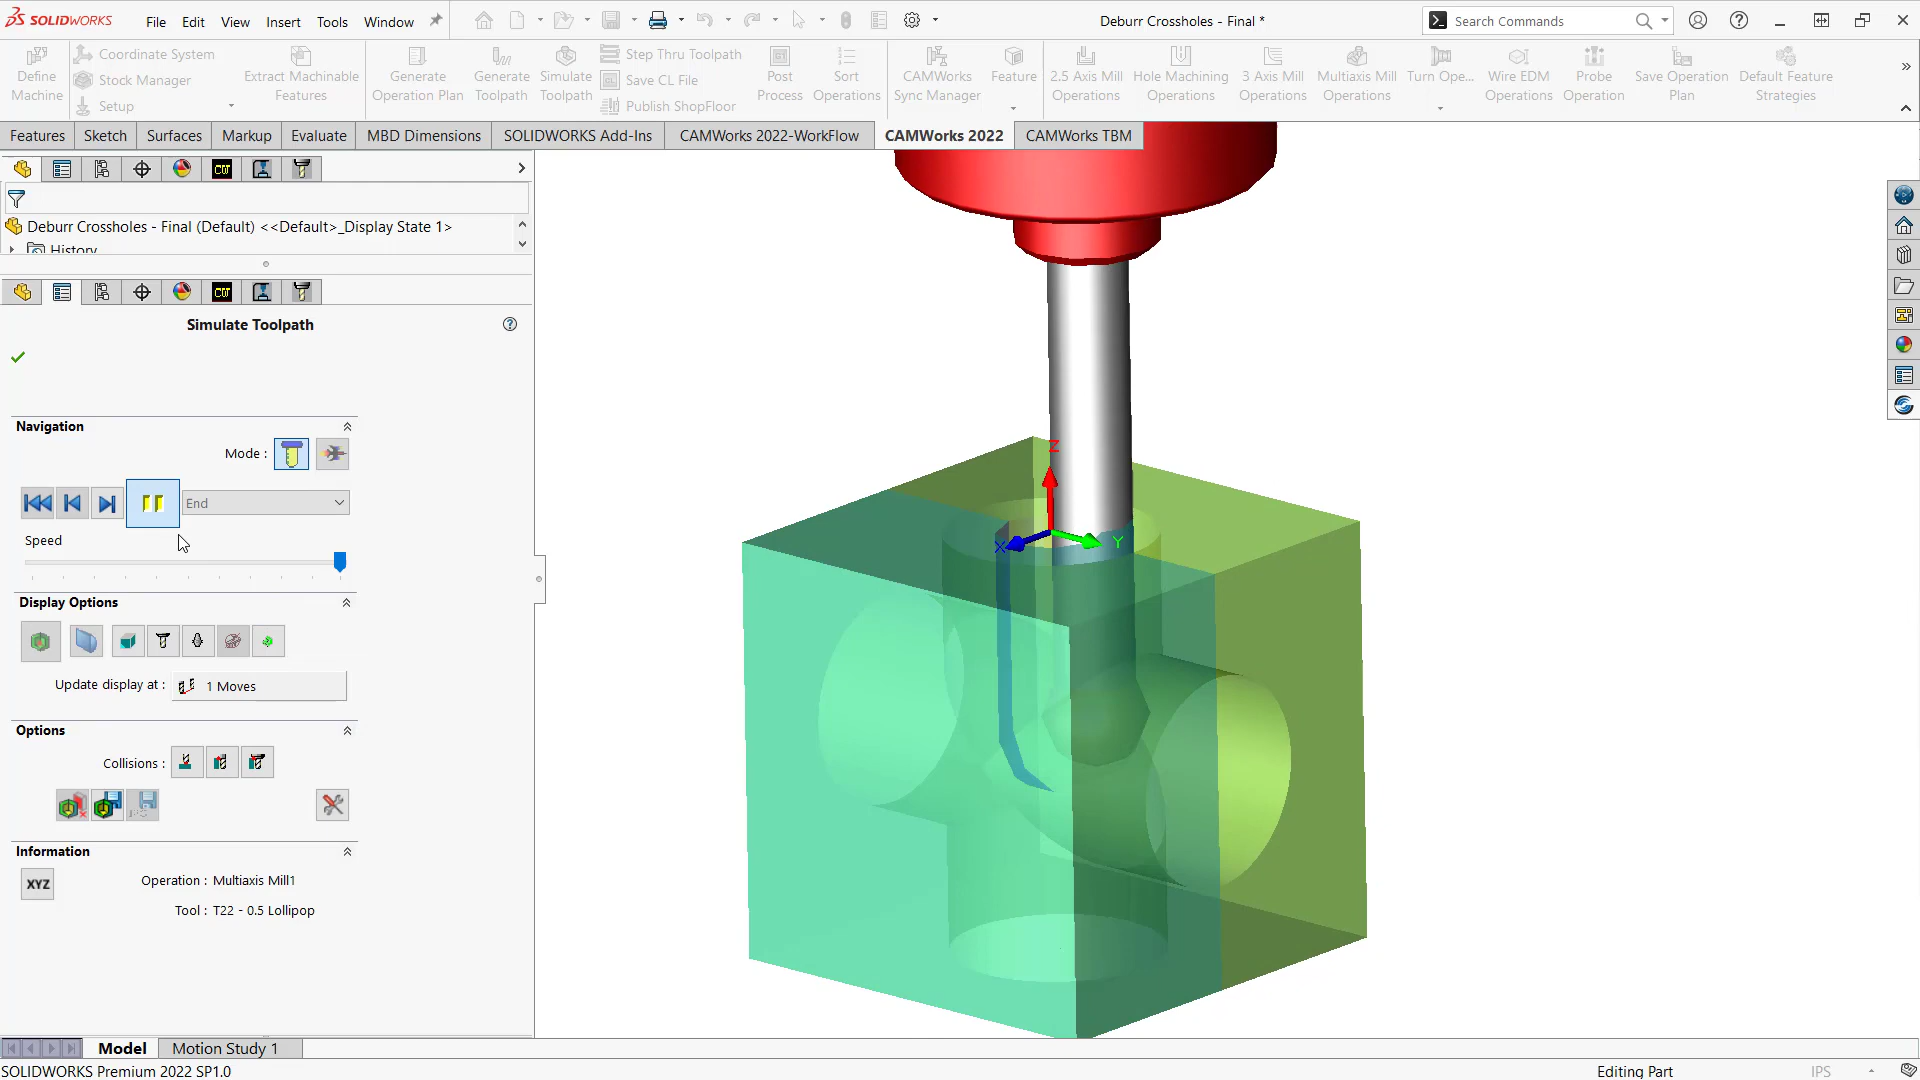 SOLIDWORKS
File
Edit
View
Insert
Tools
Window
Deburr Crossholes - Final *
Search Commands
Define Machine
Coordinate System
Stock Manager
Setup
Extract Machinable Features
Generate Operation Plan
Generate Toolpath
Simulate Toolpath
Step Thru Toolpath
Save CL File
Publish ShopFloor
Post Process
Sort Operations
CAMWorks Sync Manager
Feature
2.5 Axis Mill Operations
Hole Machining Operations
3 Axis Mill Operations
Multiaxis Mill Operations
Turn Ope...
Wire EDM Operations
Probe Operation
Save Operation Plan
Default Feature Strategies
Features
Sketch
Surfaces
Markup
Evaluate
MBD Dimensions
SOLIDWORKS Add-Ins
CAMWorks 2022-WorkFlow
CAMWorks 2022
CAMWorks TBM
CW
Deburr Crossholes - Final (Default) <<Default>_Display State 1>
History
CW
Simulate Toolpath
Navigation
Mode :
End
Speed
Display Options
Update display at :
1 Moves
Options
Collisions :
Information
XYZ
Operation : Multiaxis Mill1
Tool : T22 - 0.5 Lollipop
Z
X
Y
Model
Motion Study 1
SOLIDWORKS Premium 2022 SP1.0
Editing Part
IPS